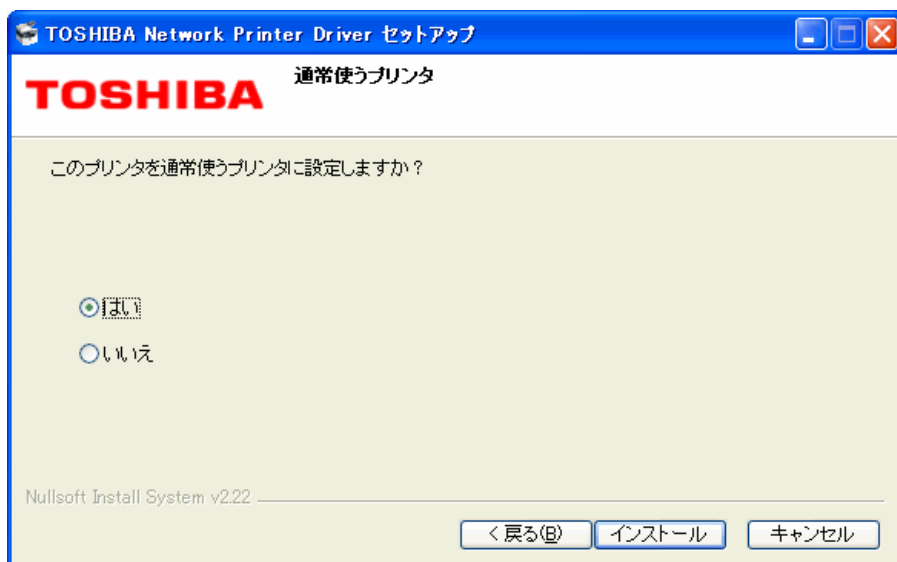 TOSHIBA Network Printer Driver セットアップ
TOSHIBA
通常使うプリンタ
このプリンタを通常使うプリンタに設定しますか？
はい
いいえ
Nullsoft Install System v2.22
< 戻る(B)
インストール
キャンセル